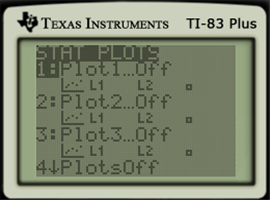 TEXAS INSTRUMENTS TI-83 Plus
STAT PLOTS
1:Plot1...Off
L1 L2
2:Plot2...Off
L1 L2
3:Plot3...Off
L1 L2
4↓PlotsOff